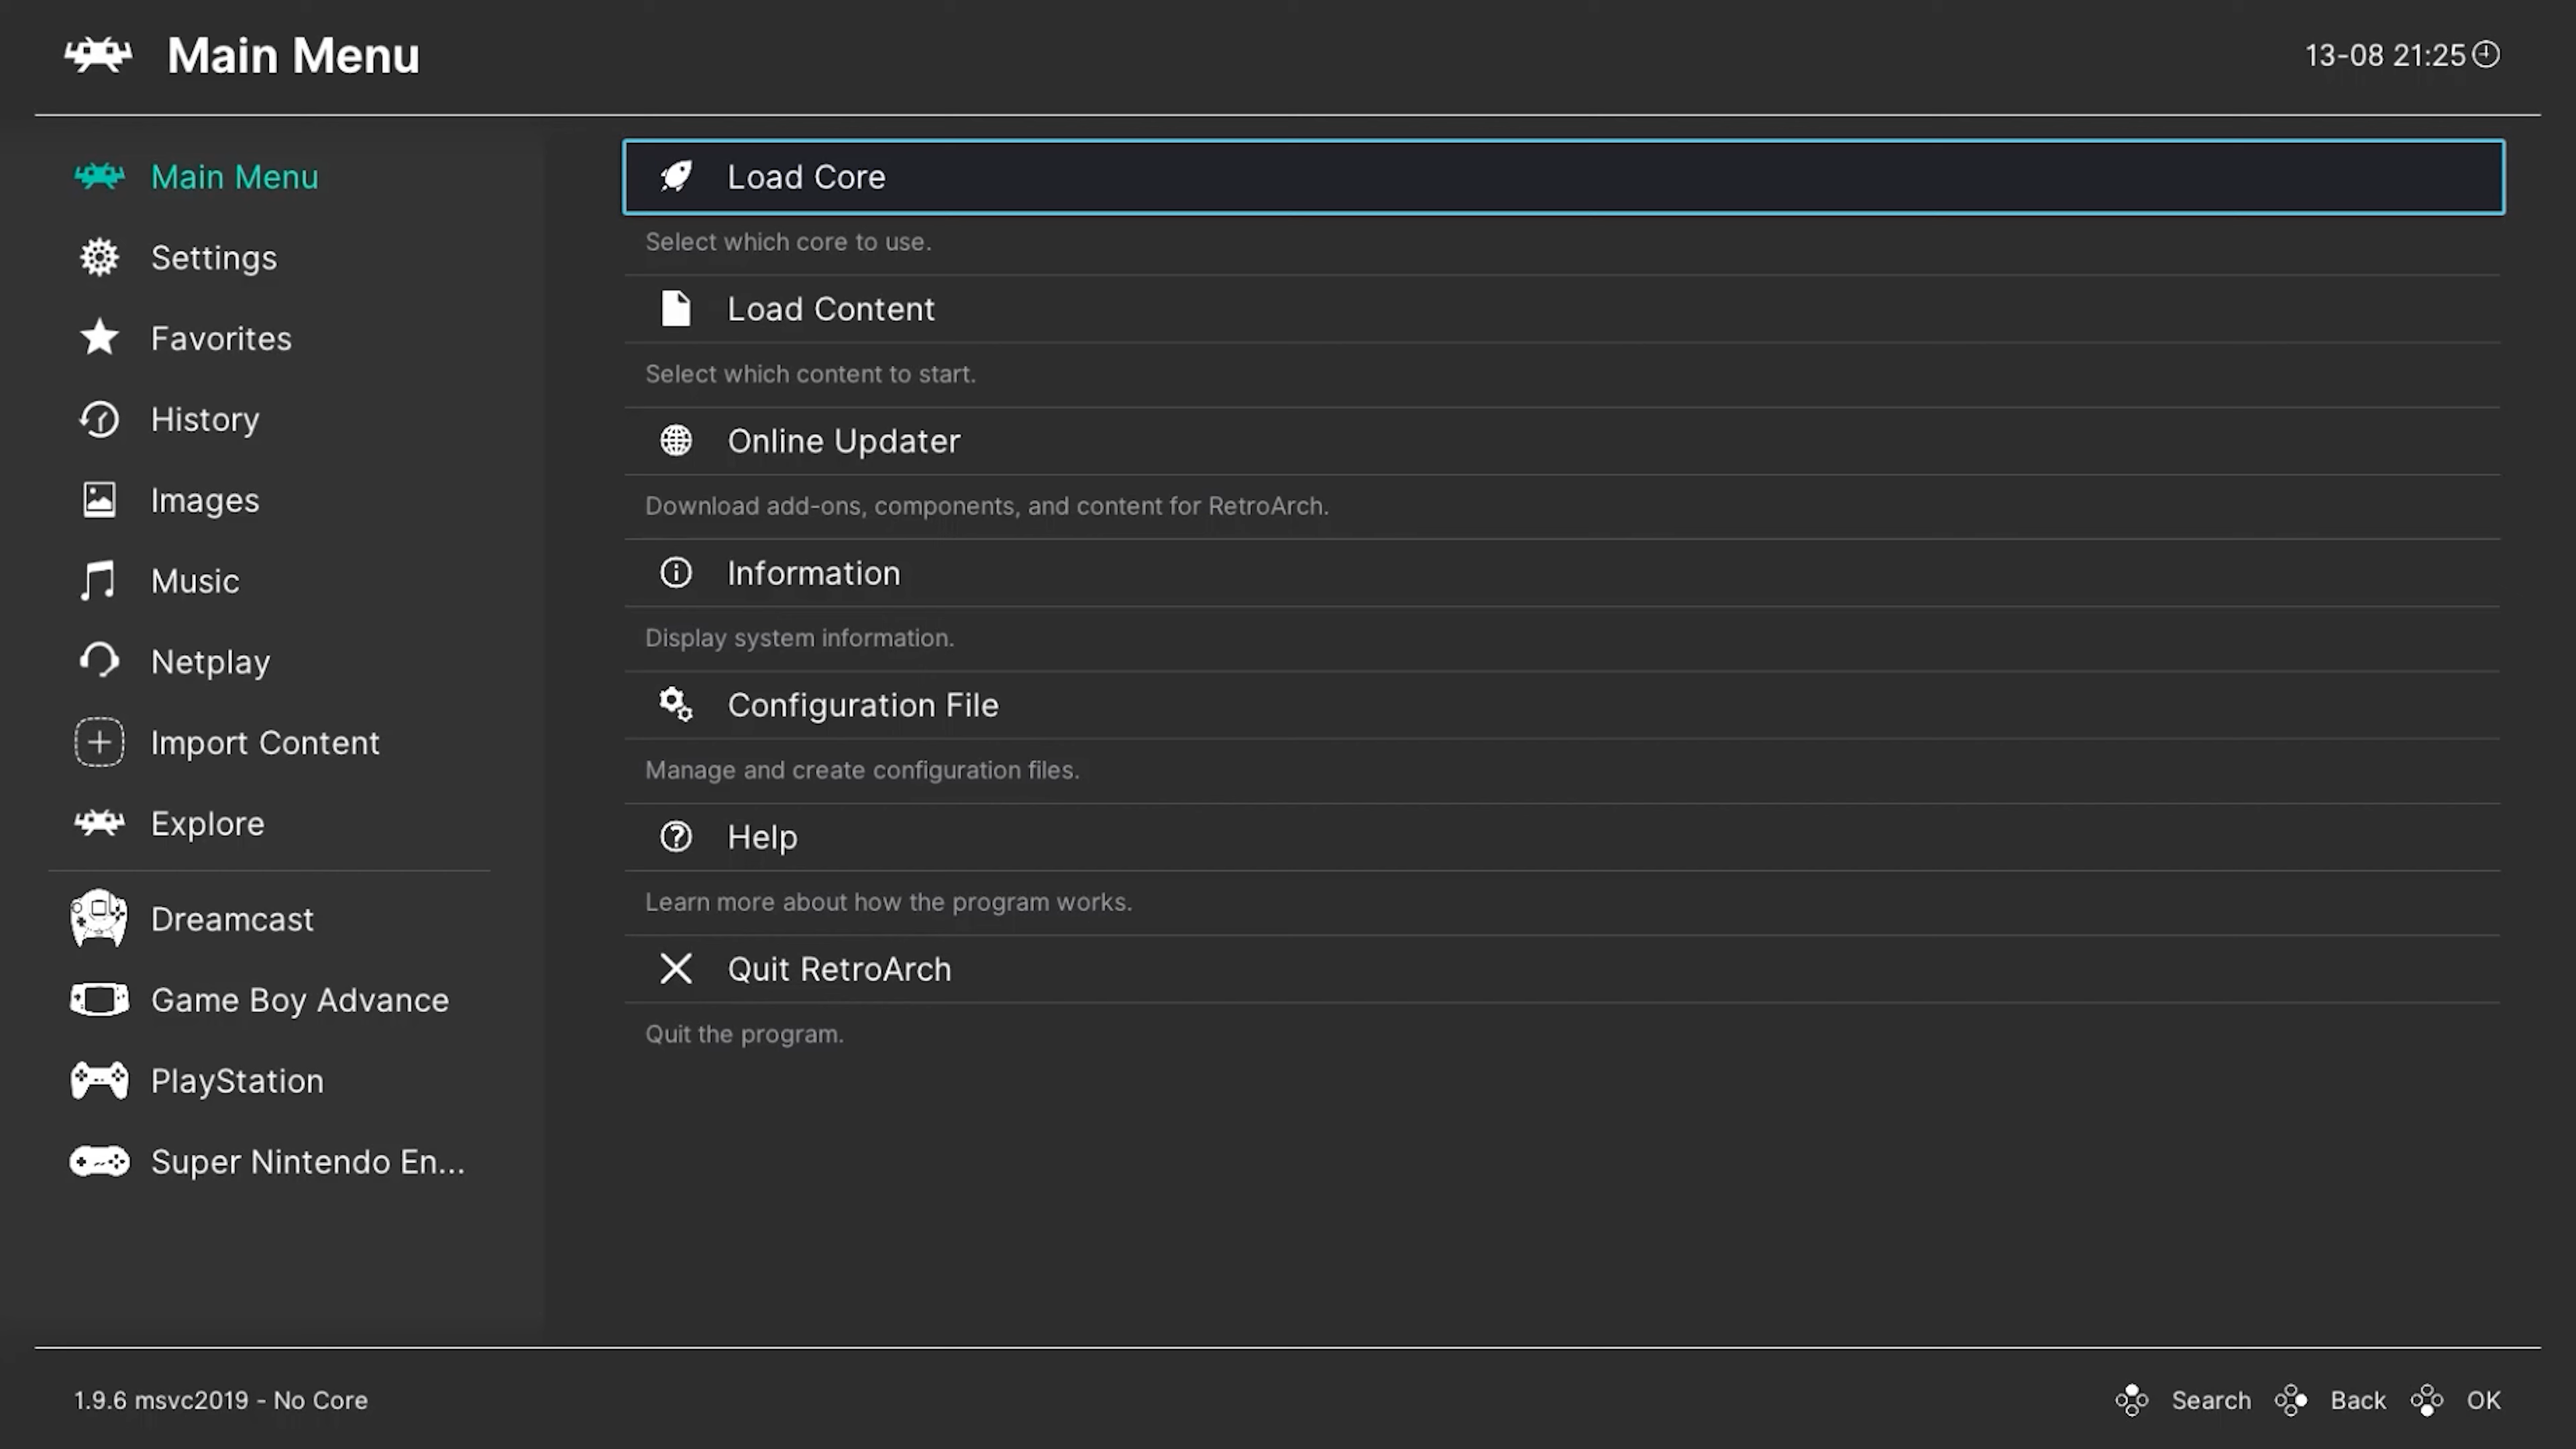 Main Menu
13-08 21:25
Main Menu
Settings
Favorites
History
Images
Music
Netplay
Import Content
Explore
Dreamcast
Game Boy Advance
PlayStation
Super Nintendo En...
Load Core
Select which core to use.
Load Content
Select which content to start.
Online Updater
Download add-ons, components, and content for RetroArch.
Information
Display system information.
Configuration File
Manage and create configuration files.
Help
Learn more about how the program works.
Quit RetroArch
Quit the program.
1.9.6 msvc2019 - No Core
Search Back OK